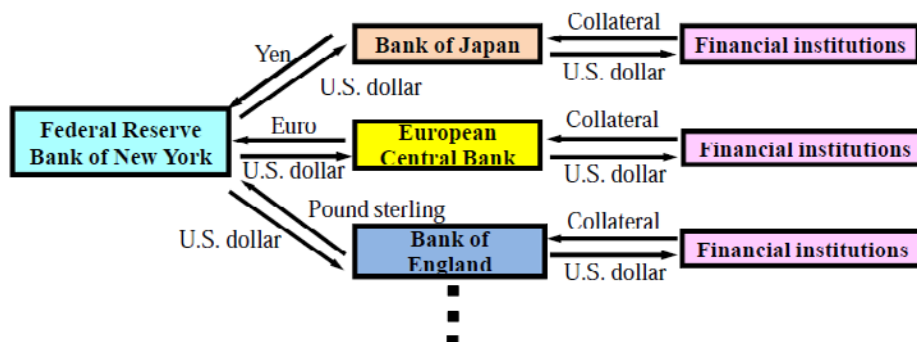 Collateral
Bank of Japan
Financial institutions
Yen
U.S. dollar
U.S. dollar
Federal Reserve
Bank of New York
Euro
U.S. dollar
European
Central Bank
Collateral
U.S. dollar
Financial institutions
Pound sterling
U.S. dollar
Bank of
England
Collateral
U.S. dollar
Financial institutions